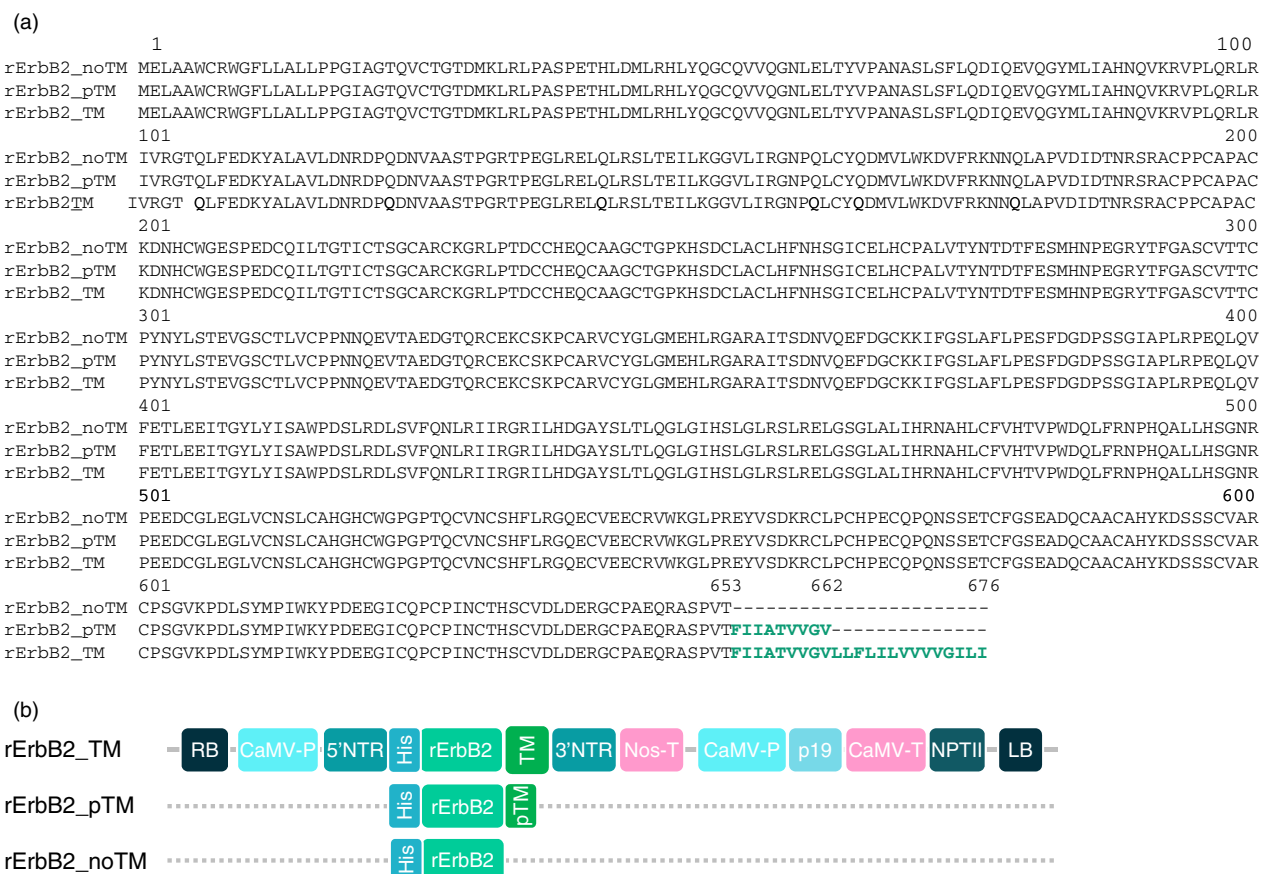 (a)
1 100
rErbB2_noTM MELAAWCRWGFLLALLPPGIAGTQVCTGTDMKLRLPASPETHLDMLRHLYQGCQVVQGNLELTYVPANASLSFLQDIQEVQGYMLIAHNQVKRVPLQRLR
rErbB2_pTM MELAAWCRWGFLLALLPPGIAGTQVCTGTDMKLRLPASPETHLDMLRHLYQGCQVVQGNLELTYVPANASLSFLQDIQEVQGYMLIAHNQVKRVPLQRLR
rErbB2_TM MELAAWCRWGFLLALLPPGIAGTQVCTGTDMKLRLPASPETHLDMLRHLYQGCQVVQGNLELTYVPANASLSFLQDIQEVQGYMLIAHNQVKRVPLQRLR
101 200
rErbB2_noTM IVRGTQLFEDKYALAVLDNRDPQDNVAASTPGRTPEGLRELQLRSLTEILKGGVLIRGNPQLCYQDMVLWKDVFRKNNQLAPVDIDTNRSRACPPCAPAC
rErbB2_pTM IVRGTQLFEDKYALAVLDNRDPQDNVAASTPGRTPEGLRELQLRSLTEILKGGVLIRGNPQLCYQDMVLWKDVFRKNNQLAPVDIDTNRSRACPPCAPAC
rErbB2TM IVRGT QLFEDKYALAVLDNRDPQDNVAASTPGRTPEGLRELQLRSLTEILKGGVLIRGNPQLCYQDMVLWKDVFRKNNQLAPVDIDTNRSRACPPCAPAC
201 300
rErbB2_noTM KDNHCWGESPEDCQILTGTICTSGCARCKGRLPTDCCHEQCAAGCTGPKHSDCLACLHFNHSGICELHCPALVTYNTDTFESMHNPEGRYTFGASCVTTC
rErbB2_pTM KDNHCWGESPEDCQILTGTICTSGCARCKGRLPTDCCHEQCAAGCTGPKHSDCLACLHFNHSGICELHCPALVTYNTDTFESMHNPEGRYTFGASCVTTC
rErbB2_TM KDNHCWGESPEDCQILTGTICTSGCARCKGRLPTDCCHEQCAAGCTGPKHSDCLACLHFNHSGICELHCPALVTYNTDTFESMHNPEGRYTFGASCVTTC
301 400
rErbB2_noTM PYNYLSTEVGSCTLVCPPNNQEVTAEDGTQRCEKCSKPCARVCYGLGMEHLRGARAITSDNVQEFDGCKKIFGSLAFLPESFDGDPSSGIAPLRPEQLQV
rErbB2_pTM PYNYLSTEVGSCTLVCPPNNQEVTAEDGTQRCEKCSKPCARVCYGLGMEHLRGARAITSDNVQEFDGCKKIFGSLAFLPESFDGDPSSGIAPLRPEQLQV
rErbB2_TM PYNYLSTEVGSCTLVCPPNNQEVTAEDGTQRCEKCSKPCARVCYGLGMEHLRGARAITSDNVQEFDGCKKIFGSLAFLPESFDGDPSSGIAPLRPEQLQV
401 500
rErbB2_noTM FETLEEITGYLYISAWPDSLRDLSVFQNLRIIRGRILHDGAYSLTLQGLGIHSLGLRSLRELGSGLALIHRNAHLCFVHTVPWDQLFRNPHQALLHSGNR
rErbB2_pTM FETLEEITGYLYISAWPDSLRDLSVFQNLRIIRGRILHDGAYSLTLQGLGIHSLGLRSLRELGSGLALIHRNAHLCFVHTVPWDQLFRNPHQALLHSGNR
rErbB2_TM FETLEEITGYLYISAWPDSLRDLSVFQNLRIIRGRILHDGAYSLTLQGLGIHSLGLRSLRELGSGLALIHRNAHLCFVHTVPWDQLFRNPHQALLHSGNR
501 600
rErbB2_noTM PEEDCGLEGLVCNSLCAHGHCWGPGPTQCVNCSHFLRGQECVEECRVWKGLPREYVSDKRCLPCHPECQPQNSSETCFGSEADQCAACAHYKDSSSCVAR
rErbB2_pTM PEEDCGLEGLVCNSLCAHGHCWGPGPTQCVNCSHFLRGQECVEECRVWKGLPREYVSDKRCLPCHPECQPQNSSETCFGSEADQCAACAHYKDSSSCVAR
rErbB2_TM PEEDCGLEGLVCNSLCAHGHCWGPGPTQCVNCSHFLRGQECVEECRVWKGLPREYVSDKRCLPCHPECQPQNSSETCFGSEADQCAACAHYKDSSSCVAR
601 653 662 676
rErbB2_noTM CPSGVKPDLSYMPIWKYPDEEGICQPCPINCTHSCVDLDERGCPAEQRASPVT-----------------------
rErbB2_pTM CPSGVKPDLSYMPIWKYPDEEGICQPCPINCTHSCVDLDERGCPAEQRASPVTFIIATVVGV--------------
rErbB2_TM CPSGVKPDLSYMPIWKYPDEEGICQPCPINCTHSCVDLDERGCPAEQRASPVTFIIATVVGVLLFLILVVVVGILI
(b)
rErbB2_TM RB CaMV-P 5'NTR His rErbB2 TM 3'NTR Nos-T CaMV-P p19 CaMV-T NPTII LB
rErbB2_pTM His rErbB2 pTM
rErbB2_noTM His rErbB2